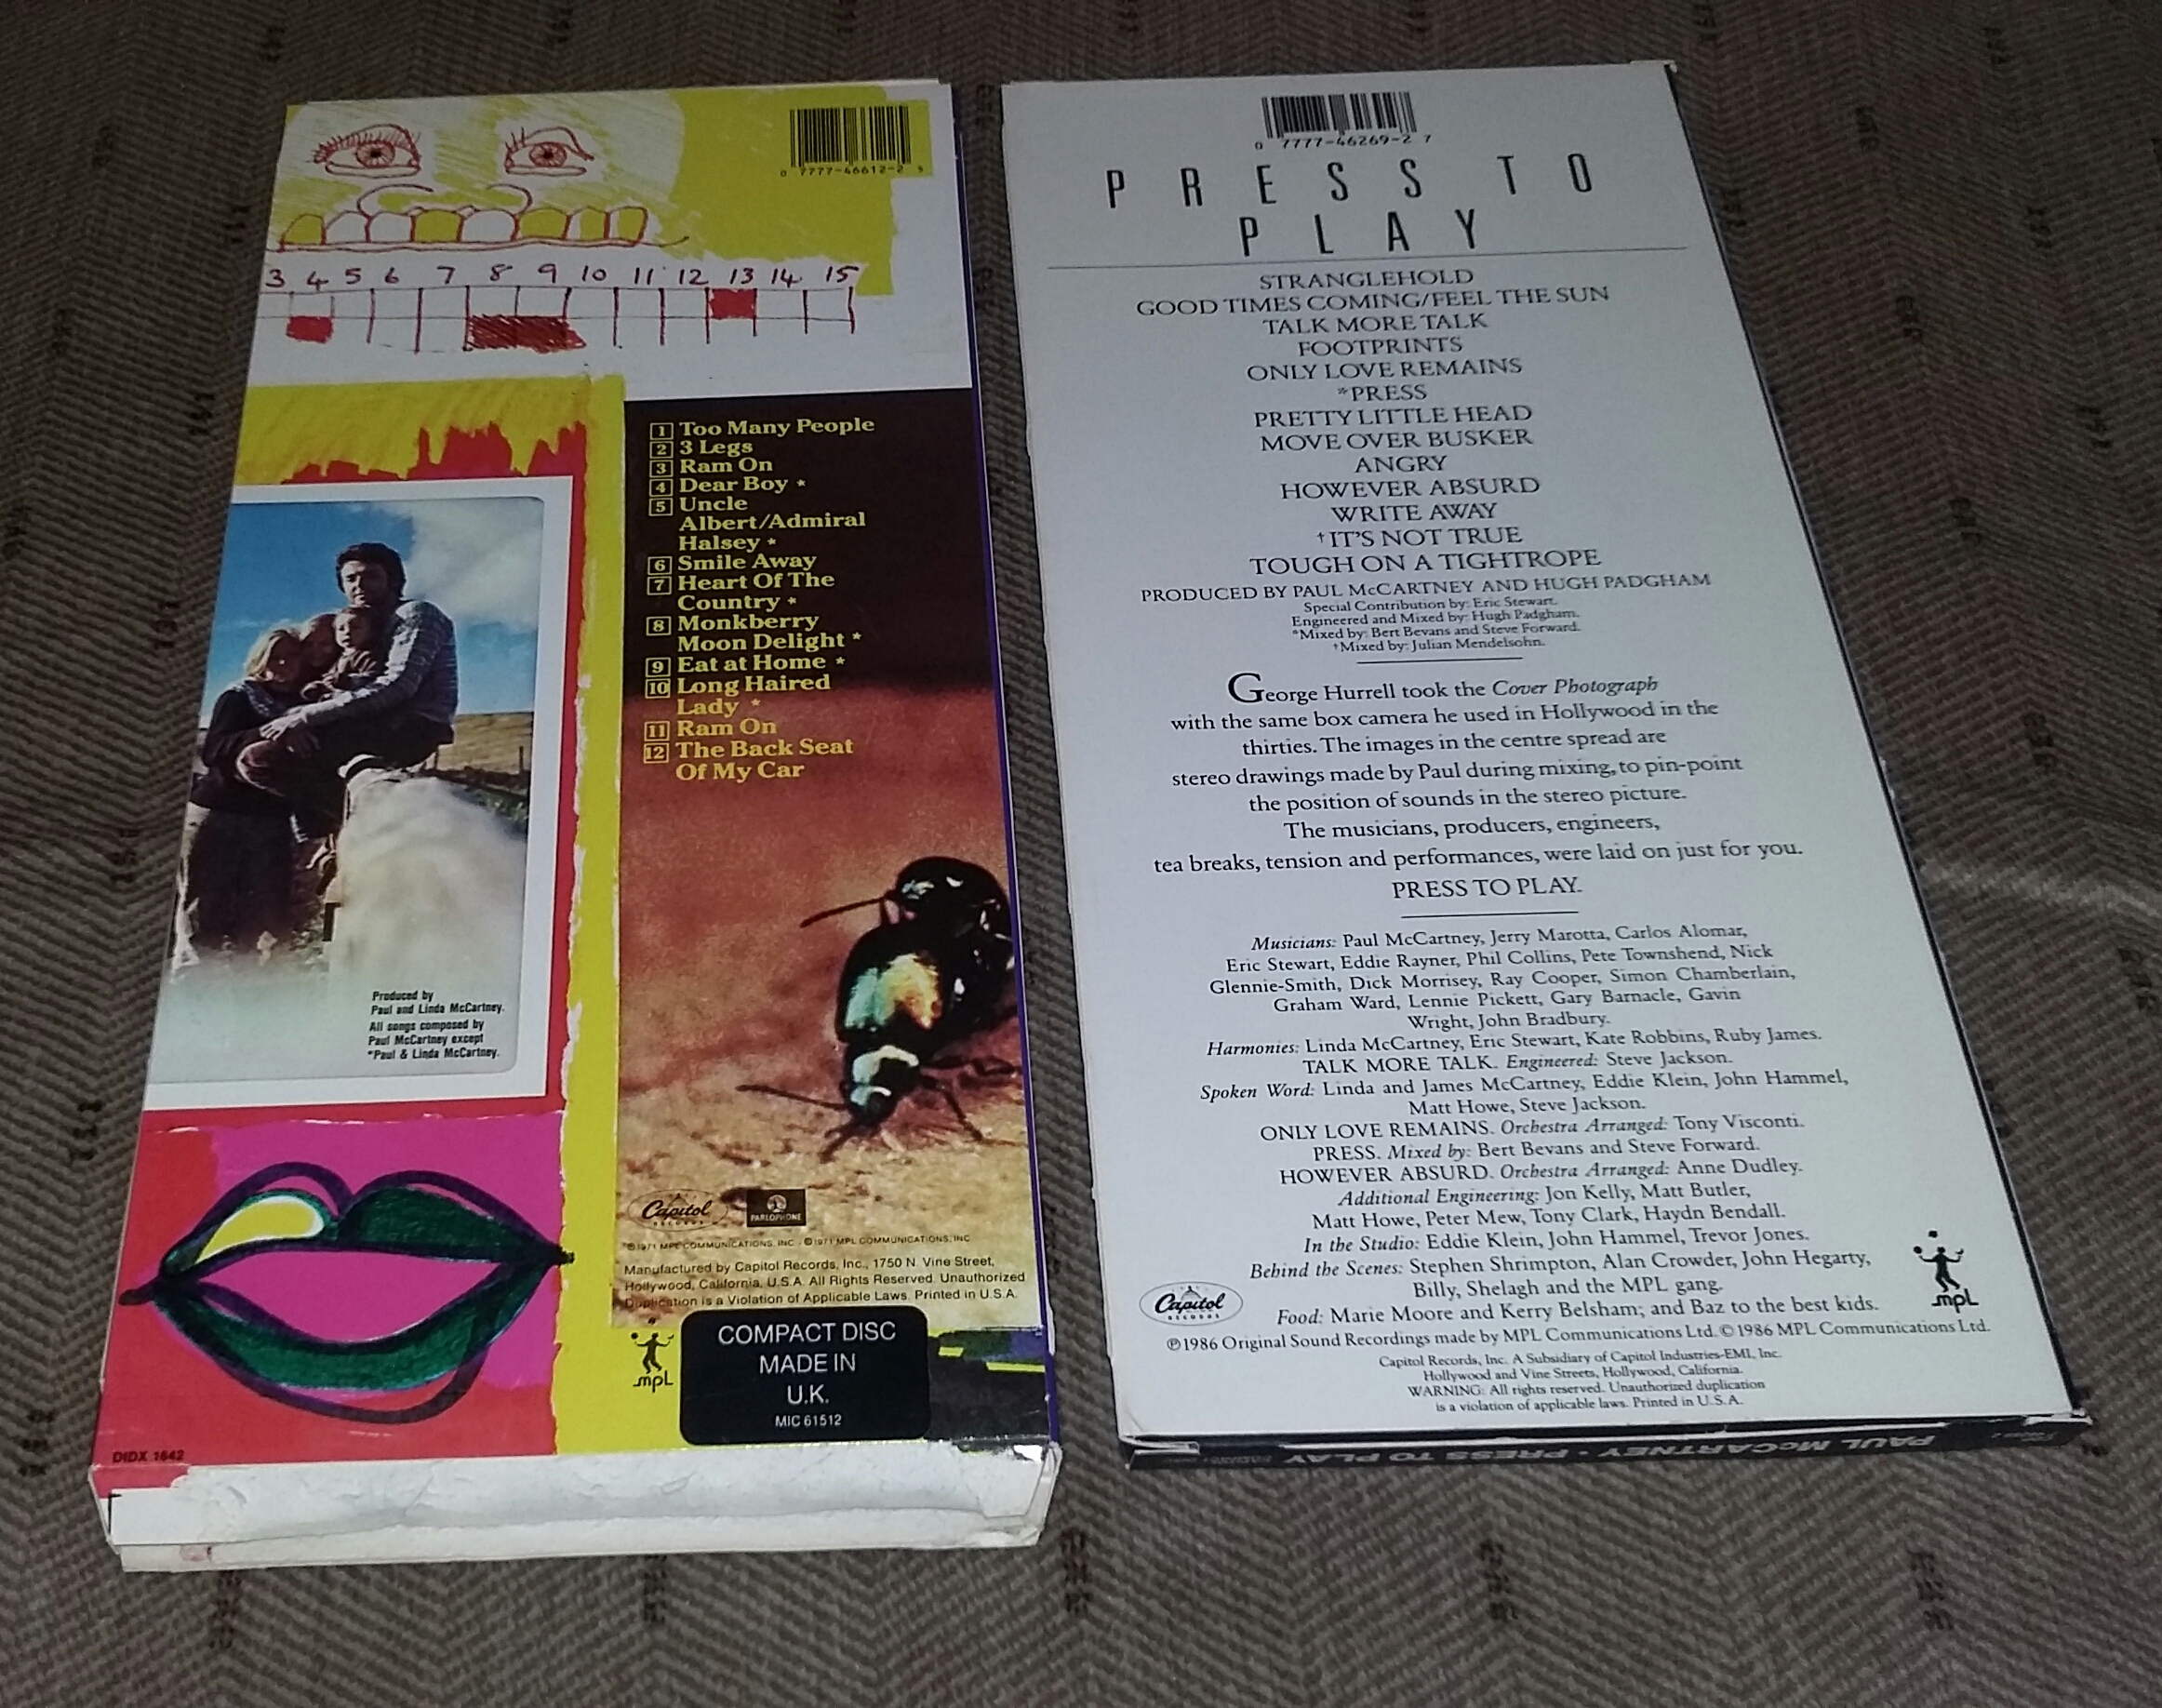 0 7777-46612-2 9
3 4 5 6 7 8 9 10 11 12 13 14 15
1 Too Many People
2 3 Legs
3 Ram On
4 Dear Boy *
5 Uncle
Albert/Admiral
Halsey *
6 Smile Away
7 Heart Of The
Country *
8 Monkberry
Moon Delight *
9 Eat at Home *
10 Long Haired
Lady *
11 Ram On
12 The Back Seat
Of My Car
Produced by
Paul and Linda McCartney.
All songs composed by
Paul McCartney except
*Paul & Linda McCartney.
Capitol
RECORDS
PARLOPHONE
©1971 MPL COMMUNICATIONS, INC / ℗1971 MPL COMMUNICATIONS, INC
Manufactured by Capitol Records, Inc., 1750 N. Vine Street,
Hollywood, California, U.S.A. All Rights Reserved. Unauthorized
Duplication is a Violation of Applicable Laws. Printed in U.S.A.
MPL
COMPACT DISC
MADE IN
U.K.
MIC 61512
DIDX 1642
0 7777-46269-2 7
PRESS TO
PLAY
STRANGLEHOLD
GOOD TIMES COMING/FEEL THE SUN
TALK MORE TALK
FOOTPRINTS
ONLY LOVE REMAINS
*PRESS
PRETTY LITTLE HEAD
MOVE OVER BUSKER
ANGRY
HOWEVER ABSURD
WRITE AWAY
†IT'S NOT TRUE
TOUGH ON A TIGHTROPE
PRODUCED BY PAUL McCARTNEY AND HUGH PADGHAM
Special Contribution by: Eric Stewart.
Engineered and Mixed by: Hugh Padgham.
*Mixed by: Bert Bevans and Steve Forward.
†Mixed by: Julian Mendelsohn.
George Hurrell took the Cover Photograph
with the same box camera he used in Hollywood in the
thirties. The images in the centre spread are
stereo drawings made by Paul during mixing, to pin-point
the position of sounds in the stereo picture.
The musicians, producers, engineers,
tea breaks, tension and performances, were laid on just for you.
PRESS TO PLAY.
Musicians: Paul McCartney, Jerry Marotta, Carlos Alomar,
Eric Stewart, Eddie Rayner, Phil Collins, Pete Townshend, Nick
Glennie-Smith, Dick Morrisey, Ray Cooper, Simon Chamberlain,
Graham Ward, Lennie Pickett, Gary Barnacle, Gavin
Wright, John Bradbury.
Harmonies: Linda McCartney, Eric Stewart, Kate Robbins, Ruby James.
TALK MORE TALK. Engineered: Steve Jackson.
Spoken Word: Linda and James McCartney, Eddie Klein, John Hammel,
Matt Howe, Steve Jackson.
ONLY LOVE REMAINS. Orchestra Arranged: Tony Visconti.
PRESS. Mixed by: Bert Bevans and Steve Forward.
HOWEVER ABSURD. Orchestra Arranged: Anne Dudley.
Additional Engineering: Jon Kelly, Matt Butler,
Matt Howe, Peter Mew, Tony Clark, Haydn Bendall.
In the Studio: Eddie Klein, John Hammel, Trevor Jones.
Behind the Scenes: Stephen Shrimpton, Alan Crowder, John Hegarty,
Billy, Shelagh and the MPL gang.
Food: Marie Moore and Kerry Belsham; and Baz to the best kids.
Capitol
RECORDS
MPL
℗1986 Original Sound Recordings made by MPL Communications Ltd. © 1986 MPL Communications Ltd.
Capitol Records, Inc. A Subsidiary of Capitol Industries-EMI, Inc.
Hollywood and Vine Streets, Hollywood, California.
WARNING: All rights reserved. Unauthorized duplication
is a violation of applicable laws. Printed in U.S.A.
PAUL McCARTNEY • PRESS TO PLAY